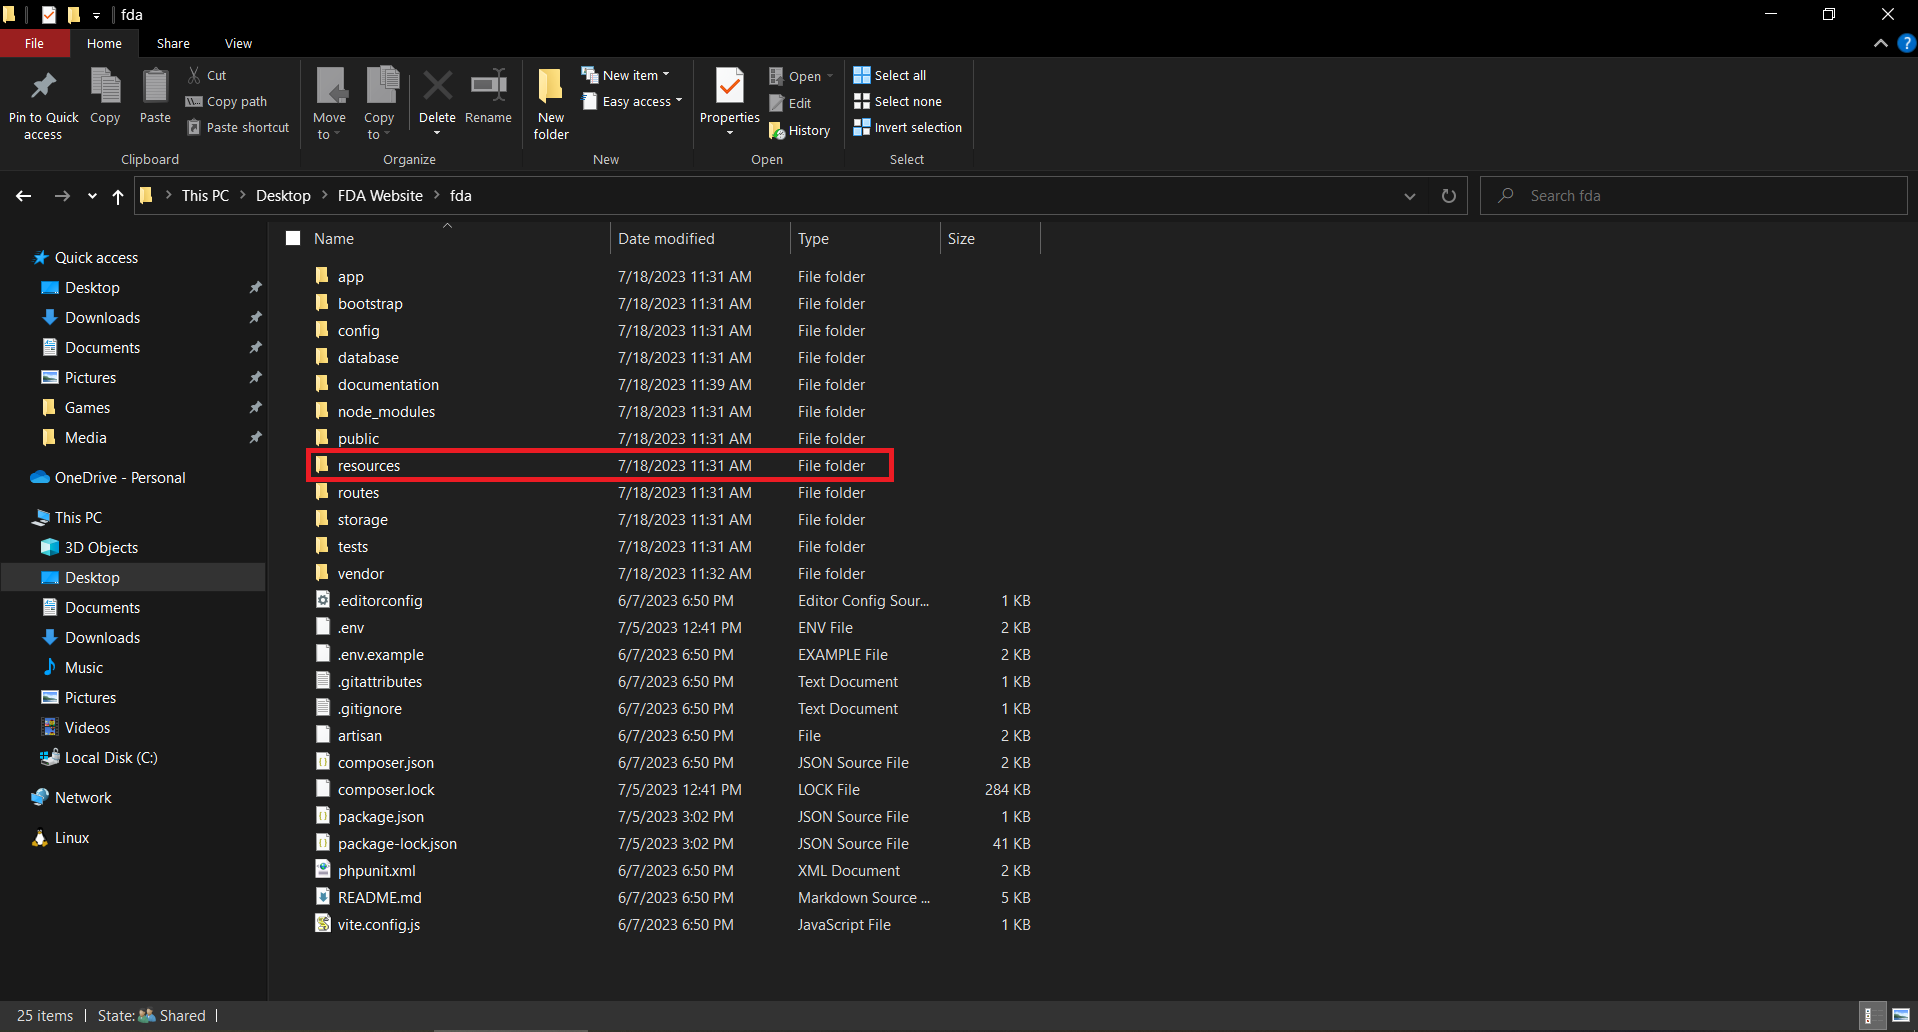 fda
File Home Share View
Pin to Quick access
Copy
Paste
Cut
Copy path
Paste shortcut
Clipboard
Move to
Copy to
Delete
Rename
Organize
New folder
New item
Easy access
New
Properties
Open
Edit
History
Open
Select all
Select none
Invert selection
Select
This PC > Desktop > FDA Website > fda
Search fda
Quick access
Desktop
Downloads
Documents
Pictures
Games
Media
OneDrive - Personal
This PC
3D Objects
Desktop
Documents
Downloads
Music
Pictures
Videos
Local Disk (C:)
Network
Linux
Name Date modified Type Size
app 7/18/2023 11:31 AM File folder
bootstrap 7/18/2023 11:31 AM File folder
config 7/18/2023 11:31 AM File folder
database 7/18/2023 11:31 AM File folder
documentation 7/18/2023 11:39 AM File folder
node_modules 7/18/2023 11:31 AM File folder
public 7/18/2023 11:31 AM File folder
resources 7/18/2023 11:31 AM File folder
routes 7/18/2023 11:31 AM File folder
storage 7/18/2023 11:31 AM File folder
tests 7/18/2023 11:31 AM File folder
vendor 7/18/2023 11:32 AM File folder
.editorconfig 6/7/2023 6:50 PM Editor Config Sour... 1 KB
.env 7/5/2023 12:41 PM ENV File 2 KB
.env.example 6/7/2023 6:50 PM EXAMPLE File 2 KB
.gitattributes 6/7/2023 6:50 PM Text Document 1 KB
.gitignore 6/7/2023 6:50 PM Text Document 1 KB
artisan 6/7/2023 6:50 PM File 2 KB
composer.json 6/7/2023 6:50 PM JSON Source File 2 KB
composer.lock 7/5/2023 12:41 PM LOCK File 284 KB
package.json 7/5/2023 3:02 PM JSON Source File 1 KB
package-lock.json 7/5/2023 3:02 PM JSON Source File 41 KB
phpunit.xml 6/7/2023 6:50 PM XML Document 2 KB
README.md 6/7/2023 6:50 PM Markdown Source ... 5 KB
vite.config.js 6/7/2023 6:50 PM JavaScript File 1 KB
25 items State: Shared